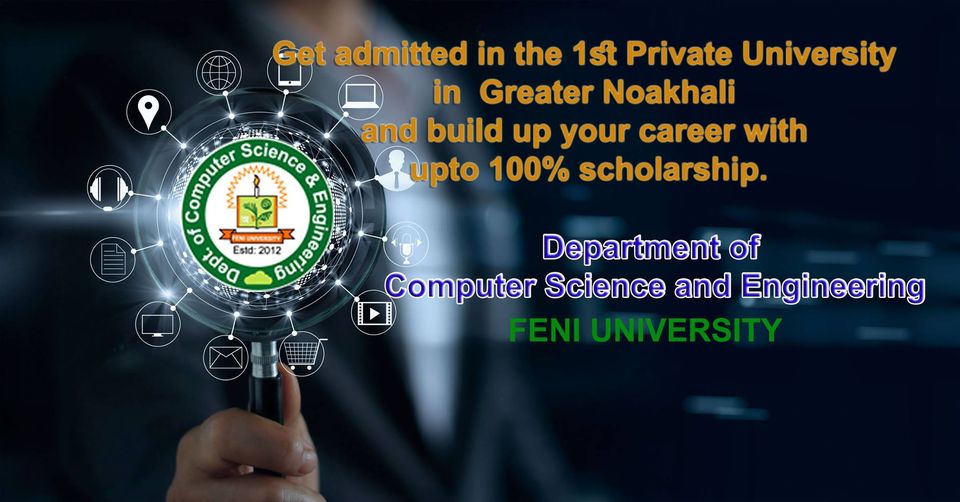 Get admitted in the 1st Private University
in Greater Noakhali
and build up your career with
upto 100% scholarship.
Dept. of Computer Science & Engineering
FENI UNIVERSITY
Estd: 2012
Department of
Computer Science and Engineering
FENI UNIVERSITY